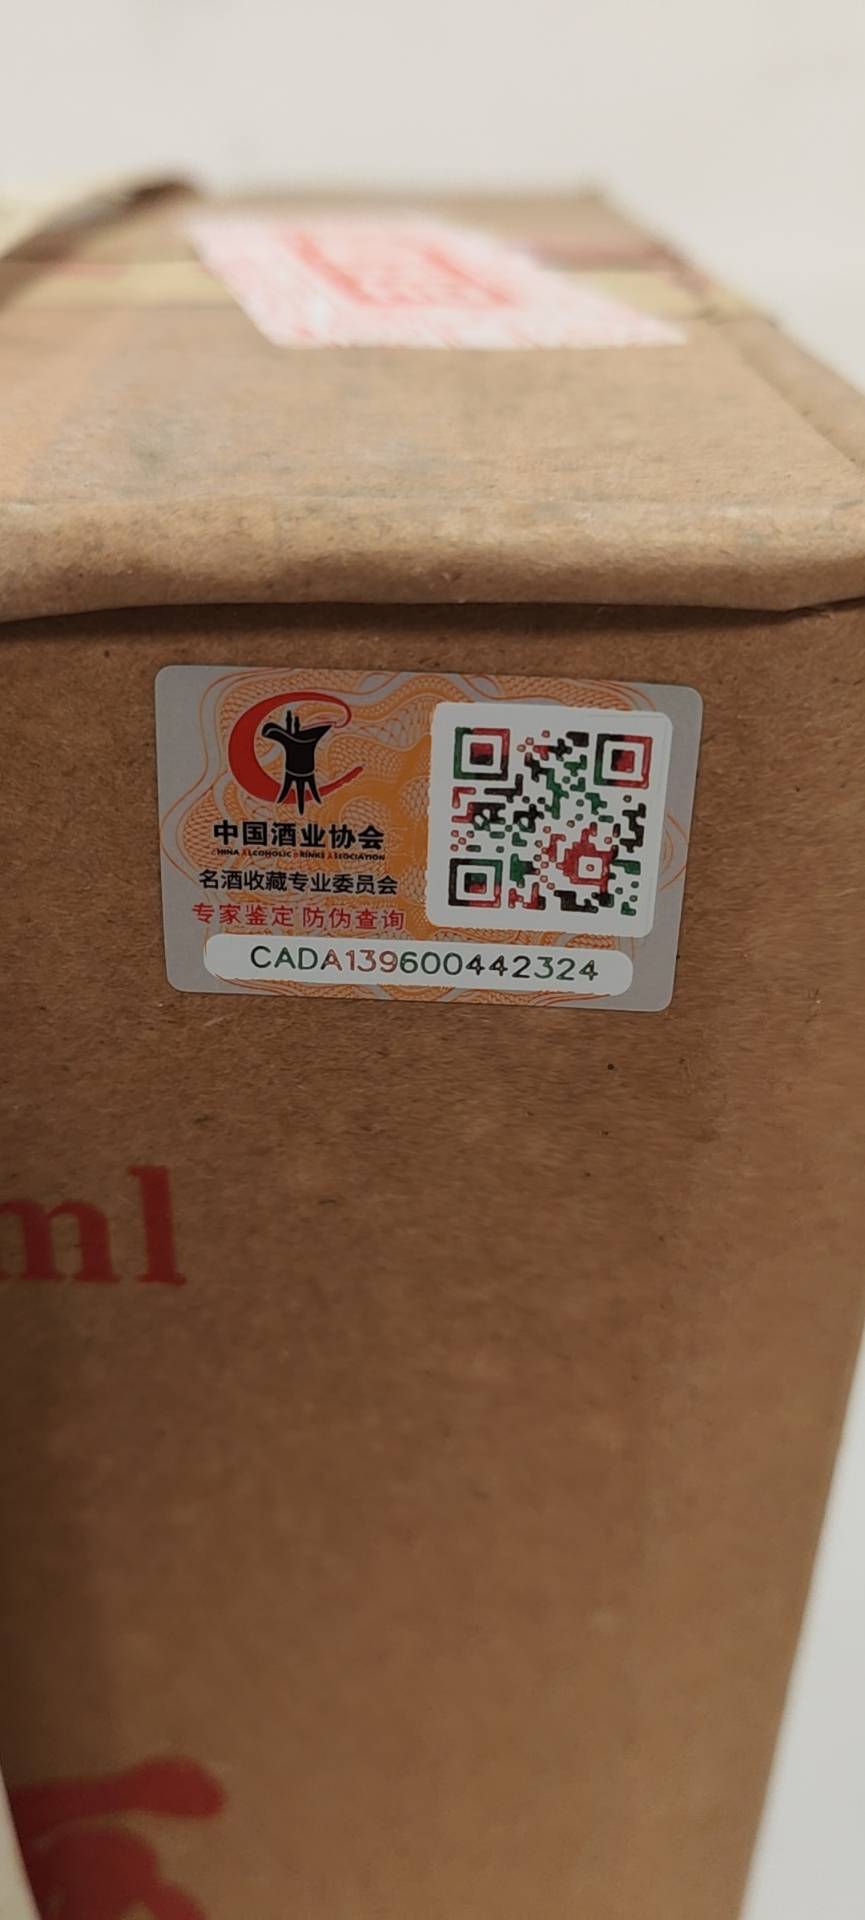 中国酒业协会
CHINA ALCOHOLIC DRINKS ASSOCIATION
名酒收藏专业委员会
专家鉴定 防伪查询
CADA139600442324
ml